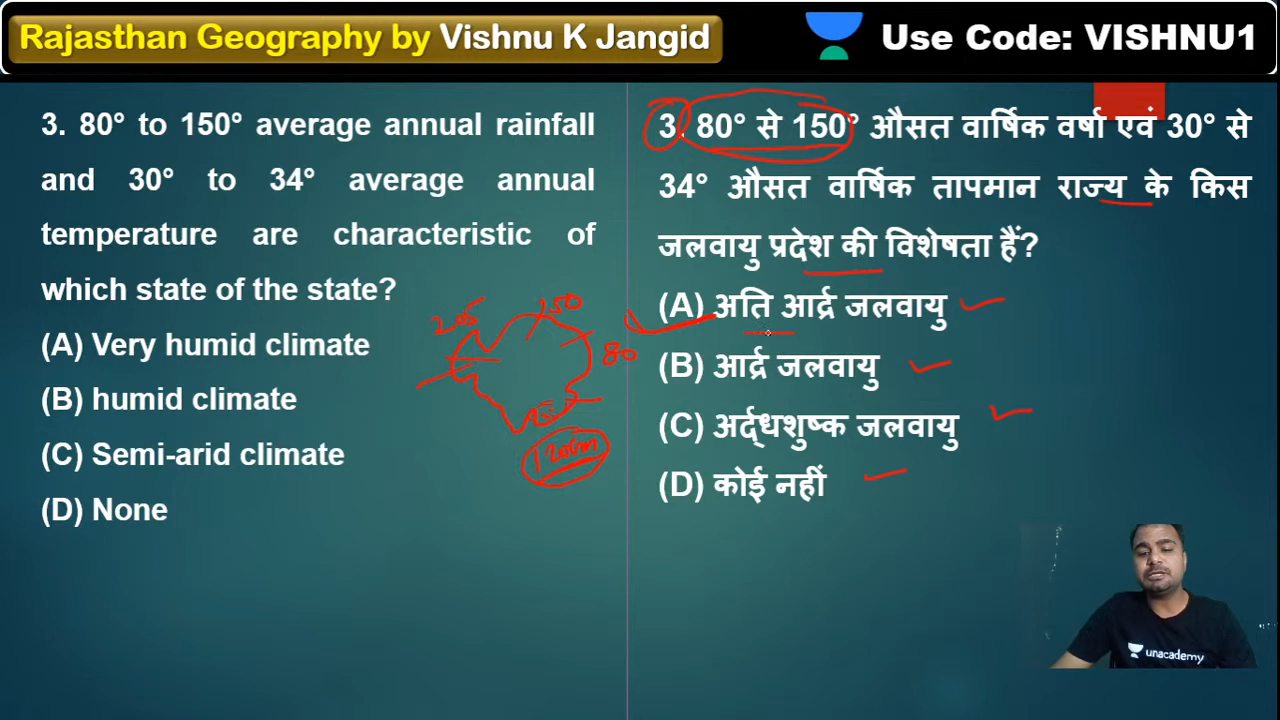 Rajasthan Geography by Vishnu K Jangid
Use Code: VISHNU1
3. 80° to 150° average annual rainfall
and 30° to 34° average annual
temperature are characteristic of
which state of the state?
(A) Very humid climate
(B) humid climate
(C) Semi-arid climate
(D) None
3. 80° से 150° औसत वार्षिक वर्षा एवं 30° से
34° औसत वार्षिक तापमान राज्य के किस
जलवायु प्रदेश की विशेषता हैं?
(A) अति आर्द्र जलवायु
(B) आर्द्र जलवायु
(C) अर्द्धशुष्क जलवायु
(D) कोई नहीं
80
unacademy